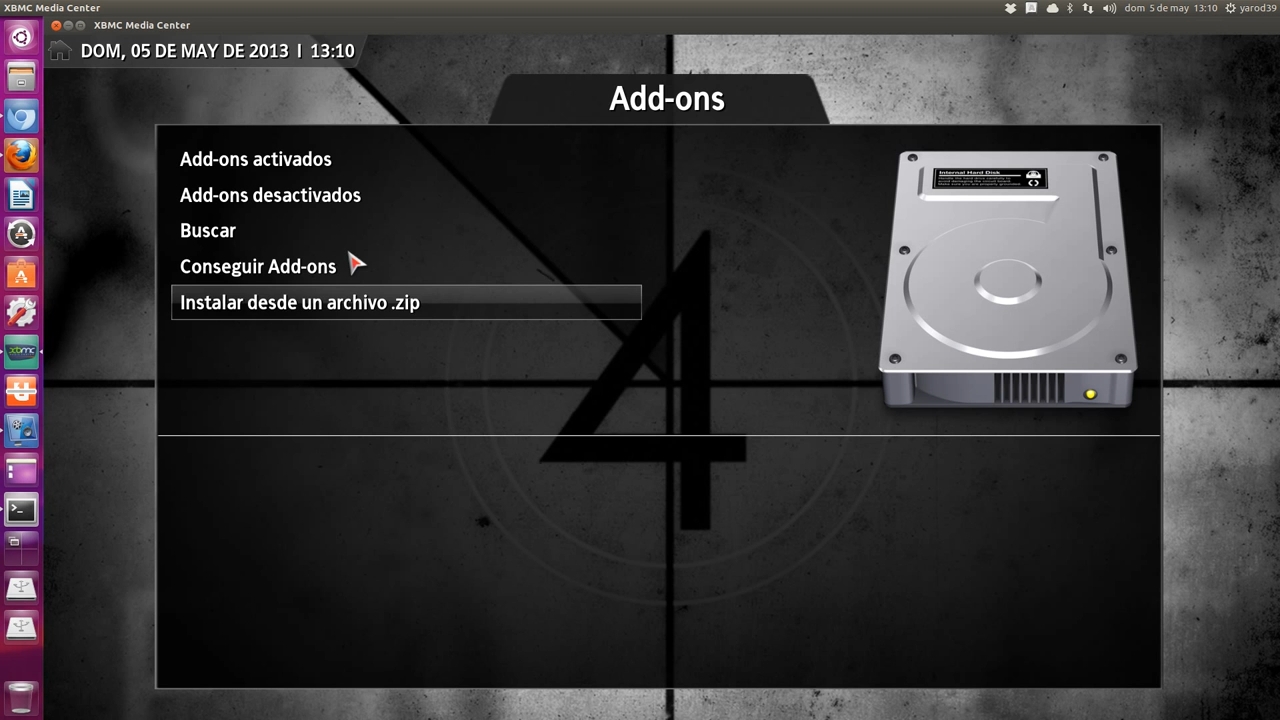 XBMC Media Center
dom 5 de may 13:10
yarod39
XBMC Media Center
DOM, 05 DE MAY DE 2013 | 13:10
Add-ons
Add-ons activados
Add-ons desactivados
Buscar
Conseguir Add-ons
Instalar desde un archivo .zip
Internal Hard Disk
xbmc
4